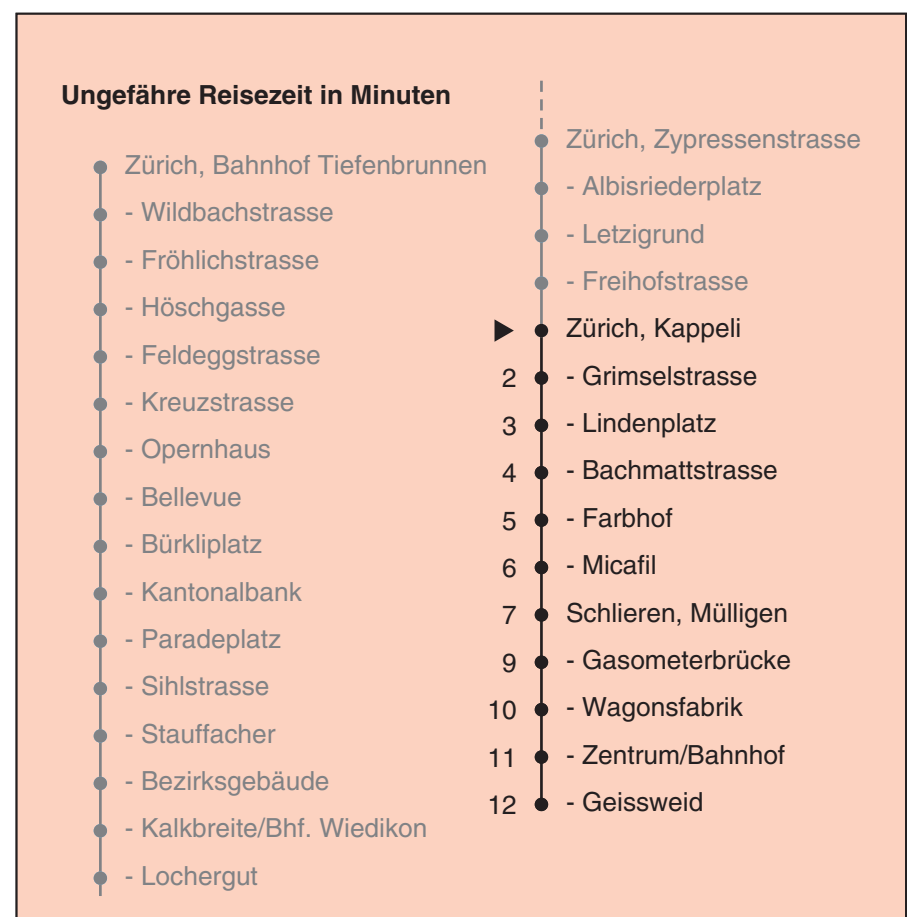 Ungefähre Reisezeit in Minuten
Zürich, Bahnhof Tiefenbrunnen
- Wildbachstrasse
- Fröhlichstrasse
- Höschgasse
- Feldeggstrasse
- Kreuzstrasse
- Opernhaus
- Bellevue
- Bürkliplatz
- Kantonalbank
- Paradeplatz
- Sihlstrasse
- Stauffacher
- Bezirksgebäude
- Kalkbreite/Bhf. Wiedikon
- Lochergut
Zürich, Zypressenstrasse
- Albisriederplatz
- Letzigrund
- Freihofstrasse
Zürich, Kappeli
2 - Grimselstrasse
3 - Lindenplatz
4 - Bachmattstrasse
5 - Farbhof
6 - Micafil
7 Schlieren, Mülligen
9 - Gasometerbrücke
10 - Wagonsfabrik
11 - Zentrum/Bahnhof
12 - Geissweid